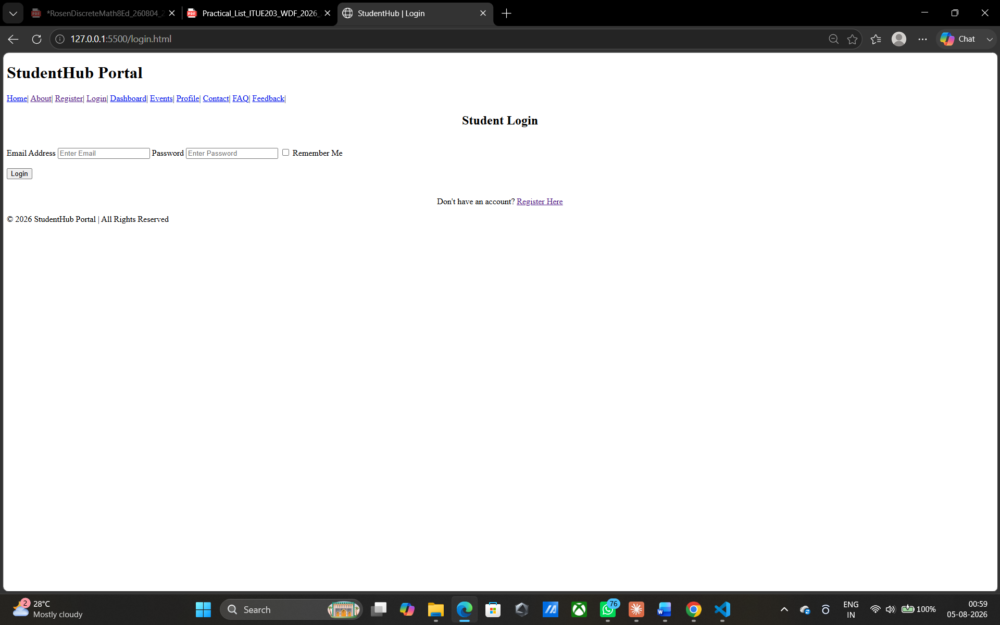 *RosenDiscreteMath8Ed_260804_2
Practical_List_ITUE203_WDF_2026_
StudentHub | Login
127.0.0.1:5500/login.html
Chat
StudentHub Portal
Home| About| Register| Login| Dashboard| Events| Profile| Contact| FAQ| Feedback|
Student Login
Email Address Enter Email Password Enter Password Remember Me
Login
Don't have an account? Register Here
© 2026 StudentHub Portal | All Rights Reserved
2 28°C
Mostly cloudy
Search
76
ENG
IN
100%
00:59
05-08-2026